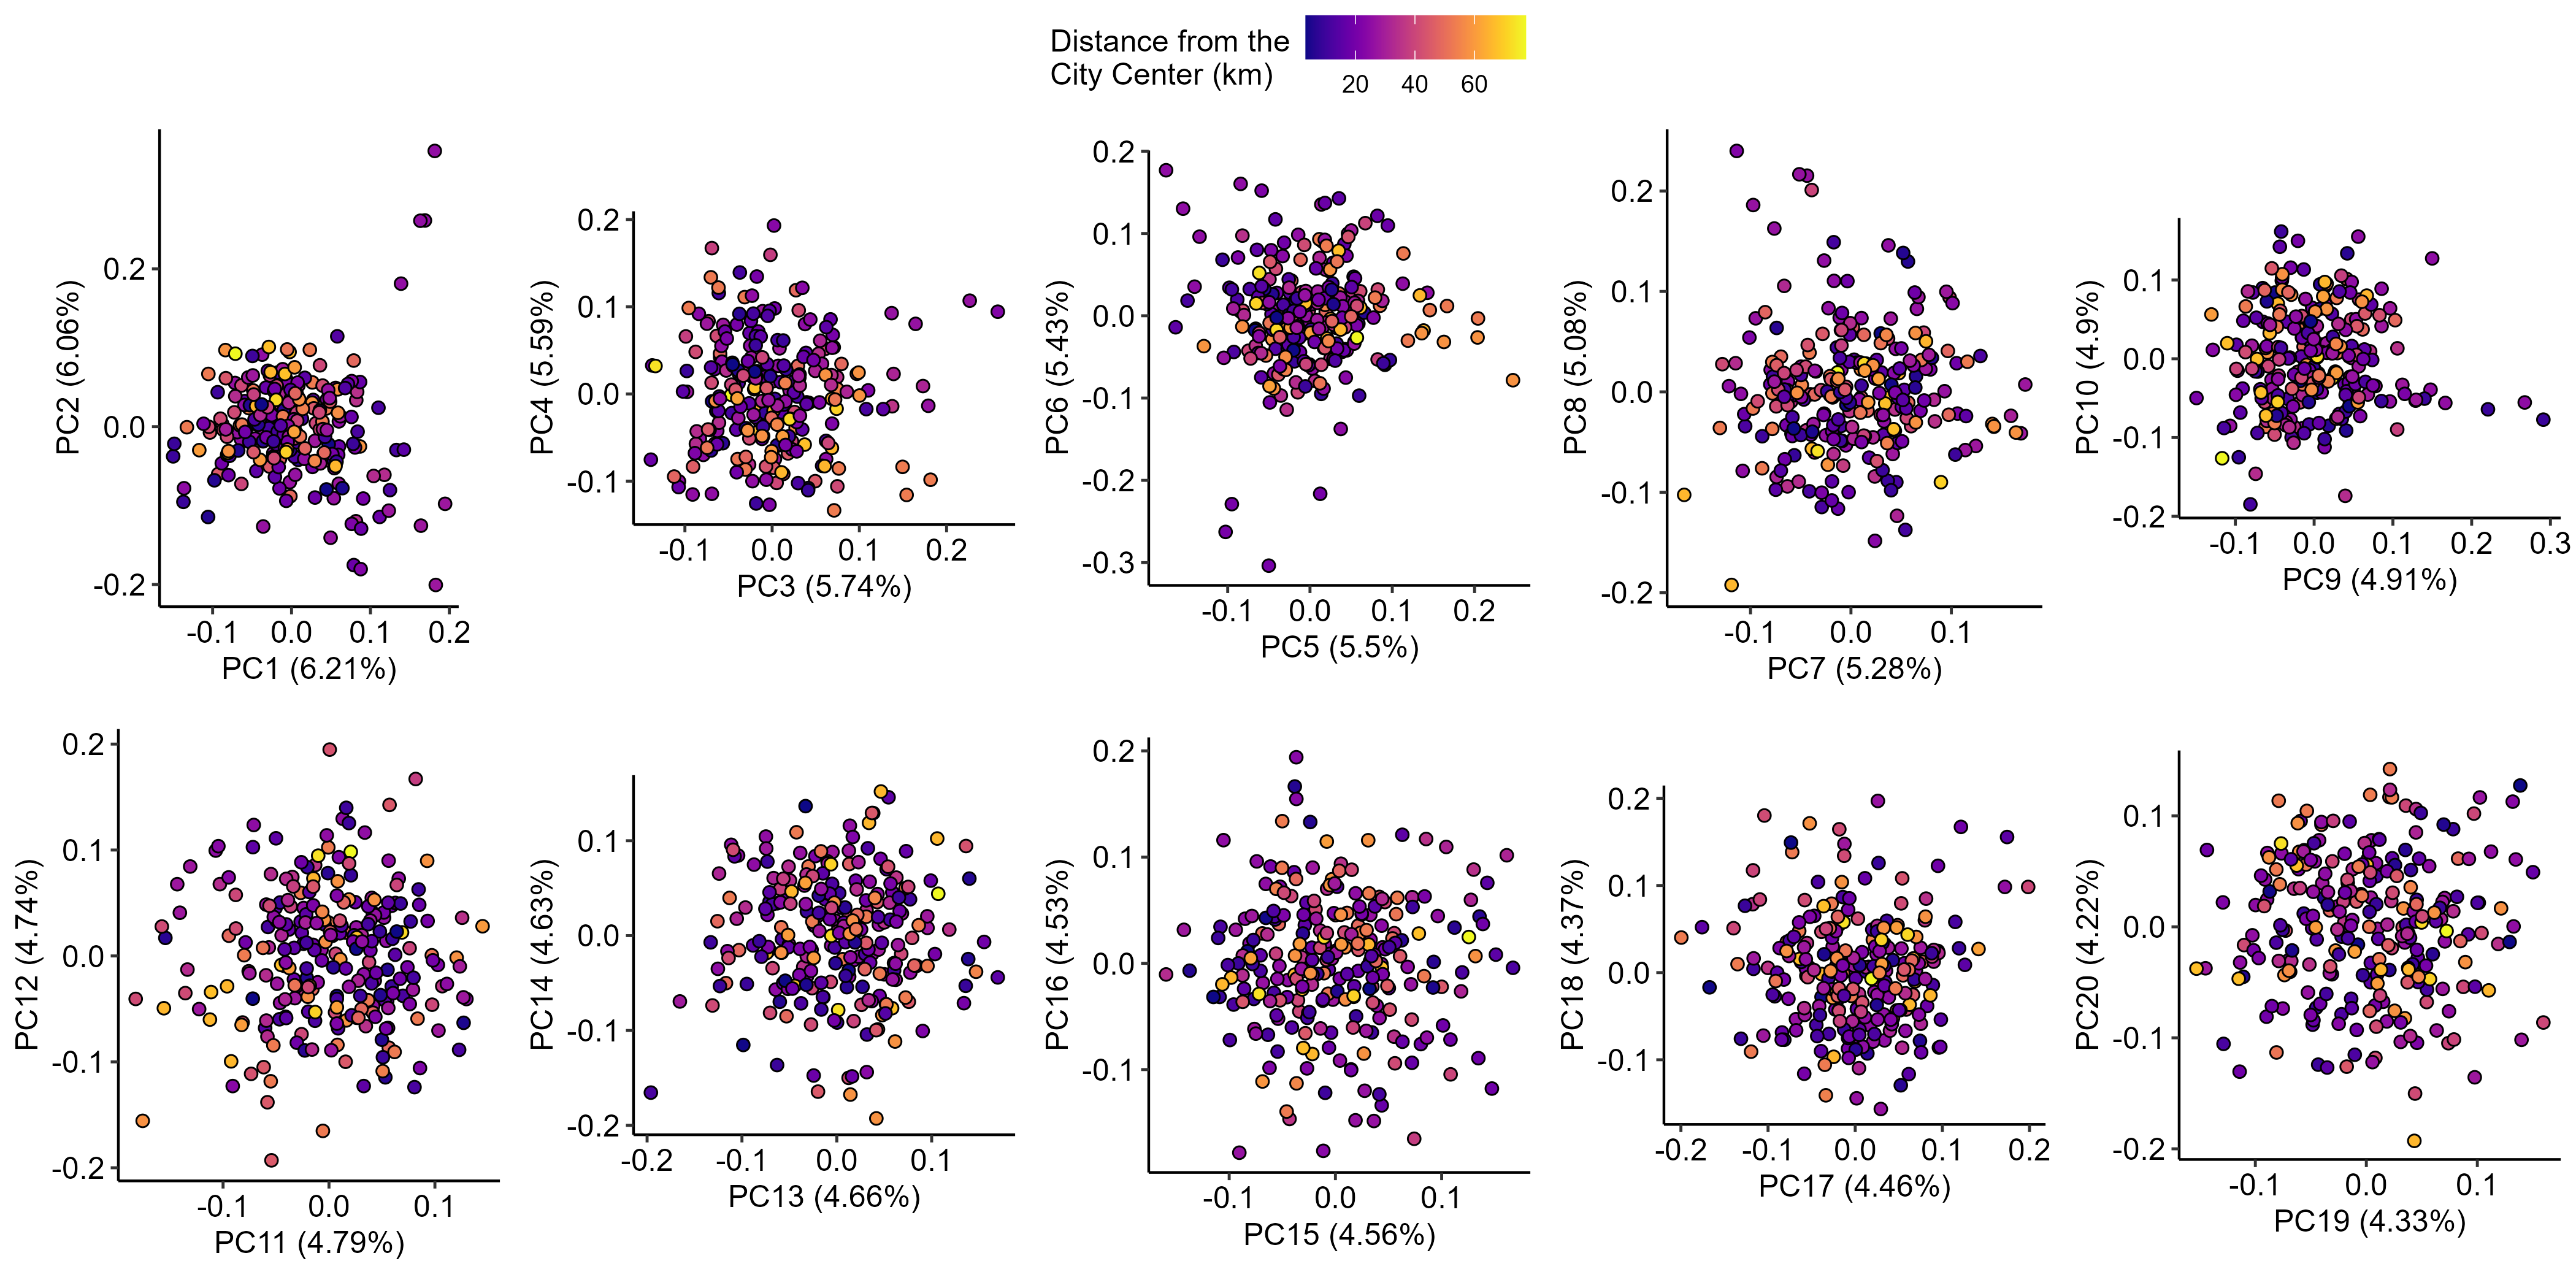 Distance from the
City Center (km)
20 40 60
PC2 (6.06%)
0.2
0.0
-0.2
-0.1 0.0 0.1 0.2
PC1 (6.21%)
PC4 (5.59%)
0.2
0.1
0.0
-0.1
-0.1 0.0 0.1 0.2
PC3 (5.74%)
PC6 (5.43%)
0.2
0.1
0.0
-0.1
-0.2
-0.3
-0.1 0.0 0.1 0.2
PC5 (5.5%)
PC8 (5.08%)
0.2
0.1
0.0
-0.1
-0.2
-0.1 0.0 0.1
PC7 (5.28%)
PC10 (4.9%)
0.1
0.0
-0.1
-0.2
-0.1 0.0 0.1 0.2 0.3
PC9 (4.91%)
PC12 (4.74%)
0.2
0.1
0.0
-0.1
-0.2
-0.1 0.0 0.1
PC11 (4.79%)
PC14 (4.63%)
0.1
0.0
-0.1
-0.2
-0.2 -0.1 0.0 0.1
PC13 (4.66%)
PC16 (4.53%)
0.2
0.1
0.0
-0.1
-0.1 0.0 0.1
PC15 (4.56%)
PC18 (4.37%)
0.2
0.1
0.0
-0.1
-0.2 -0.1 0.0 0.1 0.2
PC17 (4.46%)
PC20 (4.22%)
0.1
0.0
-0.1
-0.2
-0.1 0.0 0.1
PC19 (4.33%)